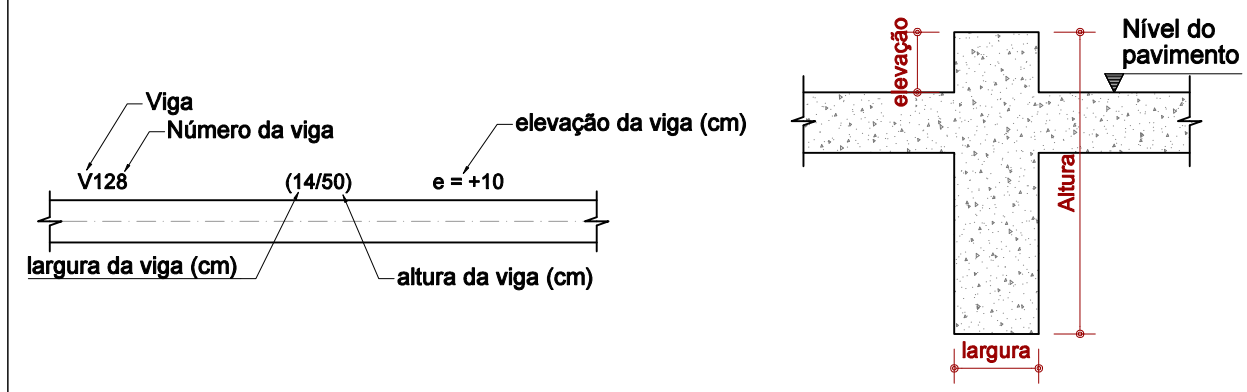 Viga
Número da viga
elevação da viga (cm)
V128
(14/50)
e = +10
largura da viga (cm)
altura da viga (cm)
elevação
Nível do
pavimento
Altura
largura